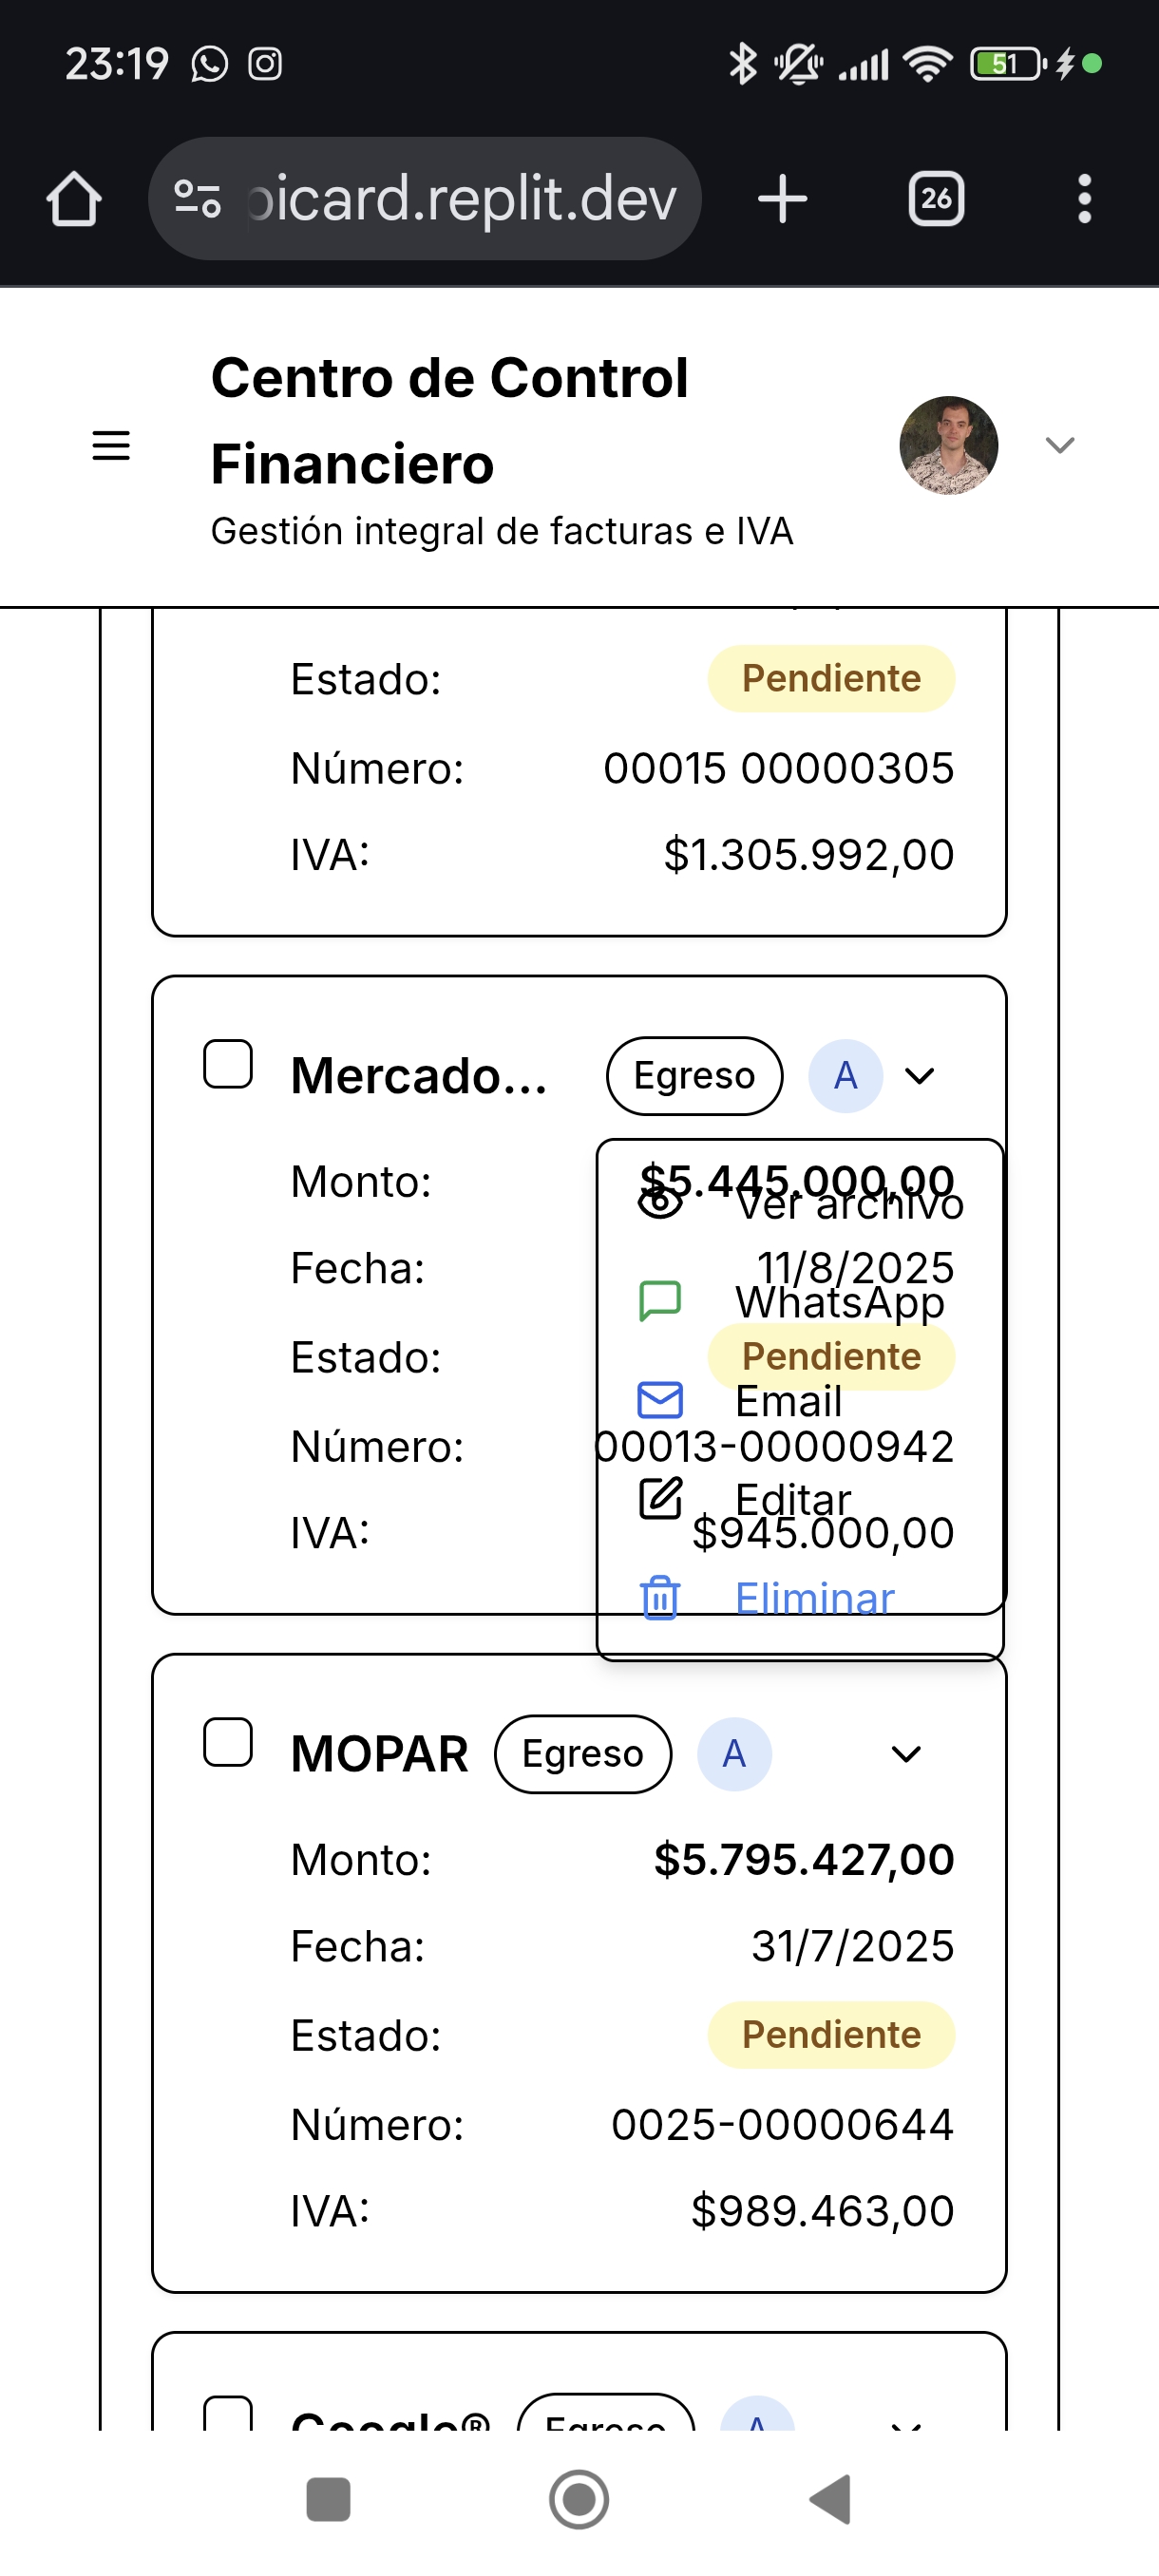 23:19
51
picard.replit.dev
26
Centro de Control
Financiero
Gestión integral de facturas e IVA
Estado: Pendiente
Número: 00015 00000305
IVA: $1.305.992,00
Mercado... Egreso A
Monto: $5.445.000,00
Ver archivo
Fecha: 11/8/2025
WhatsApp
Estado: Pendiente
Email
Número: 00013-00000942
Editar
IVA: $945.000,00
Eliminar
MOPAR Egreso A
Monto: $5.795.427,00
Fecha: 31/7/2025
Estado: Pendiente
Número: 0025-00000644
IVA: $989.463,00
Google® Egreso A